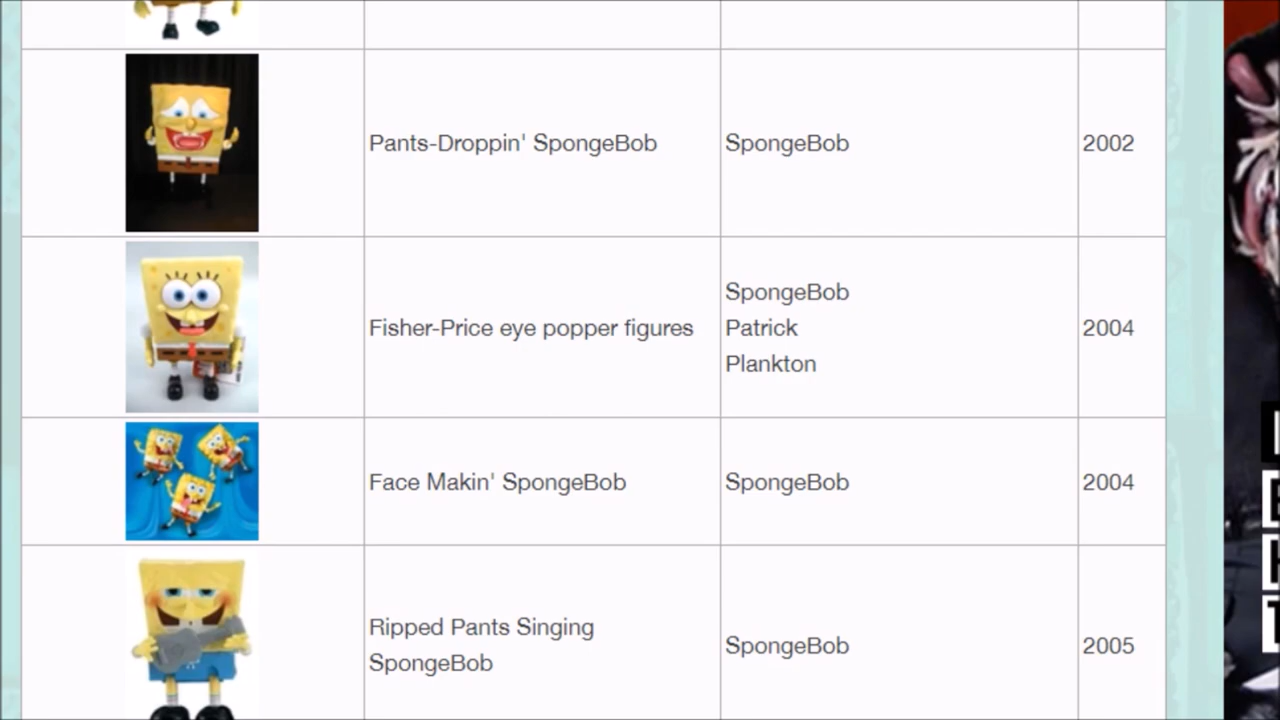 Pants-Droppin' SpongeBob
SpongeBob
2002
Fisher-Price eye popper figures
SpongeBob
Patrick
Plankton
2004
Face Makin' SpongeBob
SpongeBob
2004
Ripped Pants Singing
SpongeBob
SpongeBob
2005